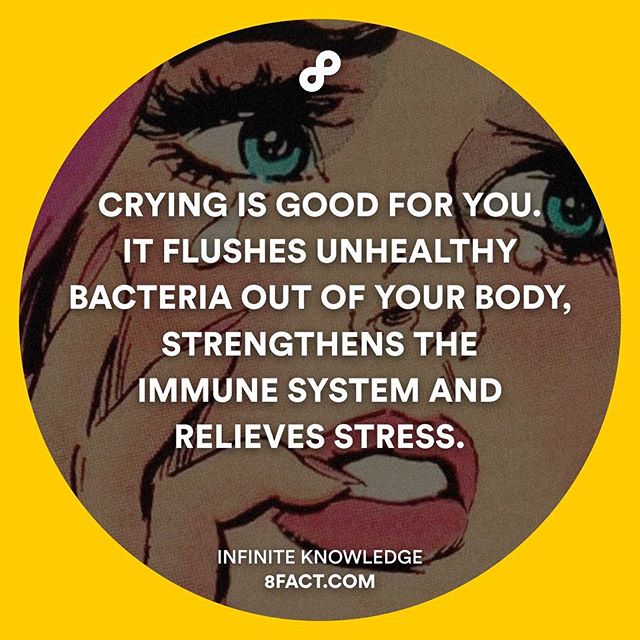 CRYING IS GOOD FOR YOU.
IT FLUSHES UNHEALTHY
BACTERIA OUT OF YOUR BODY,
STRENGTHENS THE
IMMUNE SYSTEM AND
RELIEVES STRESS.
INFINITE KNOWLEDGE
8FACT.COM